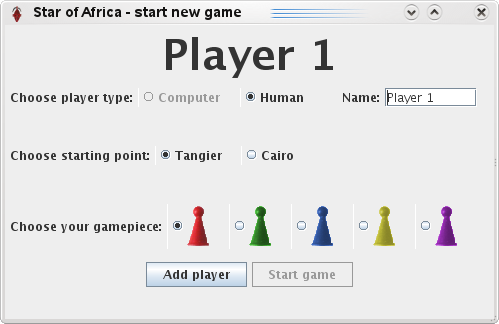 Star of Africa - start new game
Player 1
Choose player type: Computer Human Name: Player 1
Choose starting point: Tangier Cairo
Choose your gamepiece:
Add player Start game